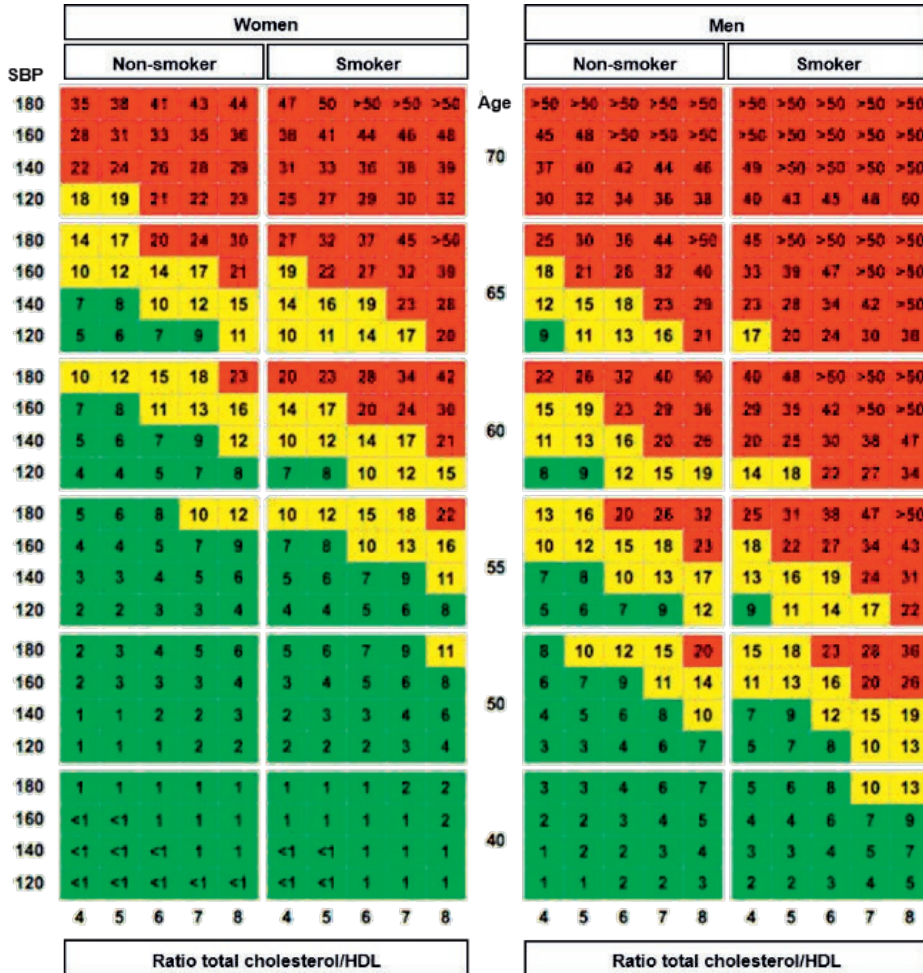 Women Men
Non-smoker Smoker Non-smoker Smoker
SBP
180 35 38 41 43 44 47 50 >50 >50 >50 Age >50 >50 >50 >50 >50 >50 >50 >50 >50 >50
160 28 31 33 35 36 38 41 44 46 48 45 48 >50 >50 >50 >50 >50 >50 >50 >50
70
140 22 24 26 28 29 31 33 36 38 39 37 40 42 44 46 49 >50 >50 >50 >50
120 18 19 21 22 23 25 27 29 30 32 30 32 34 36 38 40 43 45 48 50
180 14 17 20 24 30 27 32 37 45 >50 25 30 36 44 >50 45 >50 >50 >50 >50
160 10 12 14 17 21 19 22 27 32 39 18 21 26 32 40 33 39 47 >50 >50
65
140 7 8 10 12 15 14 16 19 23 28 12 15 18 23 29 23 28 34 42 >50
120 5 6 7 9 11 10 11 14 17 20 9 11 13 16 21 17 20 24 30 38
180 10 12 15 18 23 20 23 28 34 42 22 26 32 40 50 40 48 >50 >50 >50
160 7 8 11 13 16 14 17 20 24 30 15 19 23 29 36 29 35 42 >50 >50
60
140 5 6 7 9 12 10 12 14 17 21 11 13 16 20 26 20 25 30 38 47
120 4 4 5 7 8 7 8 10 12 15 8 9 12 15 19 14 18 22 27 34
180 5 6 8 10 12 10 12 15 18 22 13 16 20 26 32 25 31 38 47 >50
160 4 4 5 7 9 7 8 10 13 16 10 12 15 18 23 18 22 27 34 43
55
140 3 3 4 5 6 5 6 7 9 11 7 8 10 13 17 13 16 19 24 31
120 2 2 3 3 4 4 4 5 6 8 5 6 7 9 12 9 11 14 17 22
180 2 3 4 5 6 5 6 7 9 11 8 10 12 15 20 15 18 23 28 36
160 2 3 3 3 4 3 4 5 6 8 6 7 9 11 14 11 13 16 20 26
50
140 1 1 2 2 3 2 3 3 4 6 4 5 6 8 10 7 9 12 15 19
120 1 1 1 2 2 2 2 2 3 4 3 3 4 6 7 5 7 8 10 13
180 1 1 1 1 1 1 1 1 2 2 3 3 4 6 7 5 6 8 10 13
160 <1 <1 1 1 1 1 1 1 1 2 2 2 3 4 5 4 4 6 7 9
40
140 <1 <1 <1 1 1 <1 <1 1 1 1 1 2 2 3 4 3 3 4 5 7
120 <1 <1 <1 <1 <1 <1 <1 1 1 1 1 1 2 2 3 2 2 3 4 5
4 5 6 7 8 4 5 6 7 8 4 5 6 7 8 4 5 6 7 8
Ratio total cholesterol/HDL Ratio total cholesterol/HDL